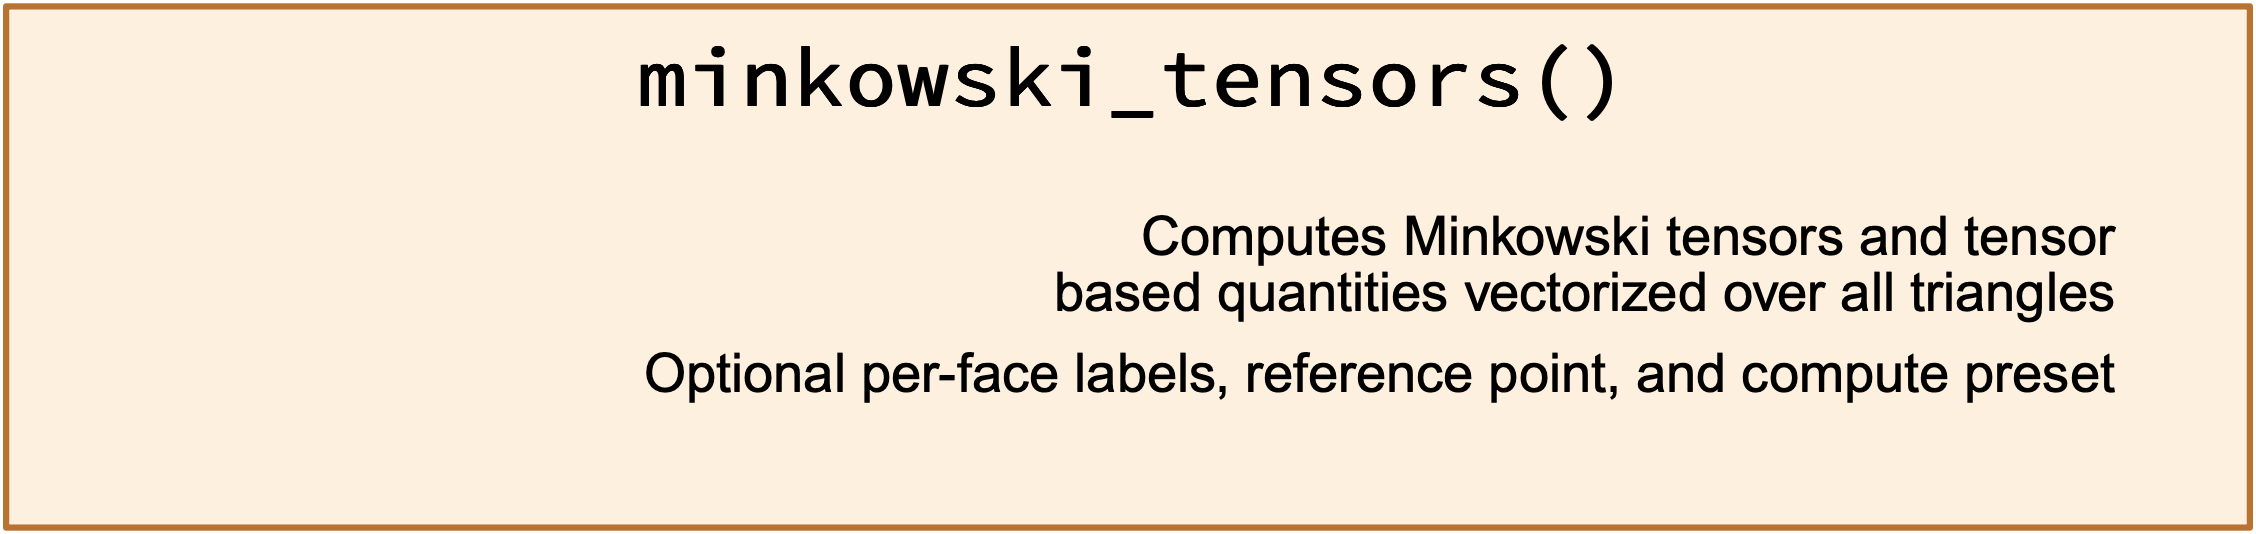 minkowski_tensors()
Computes Minkowski tensors and tensor
based quantities vectorized over all triangles
Optional per-face labels, reference point, and compute preset